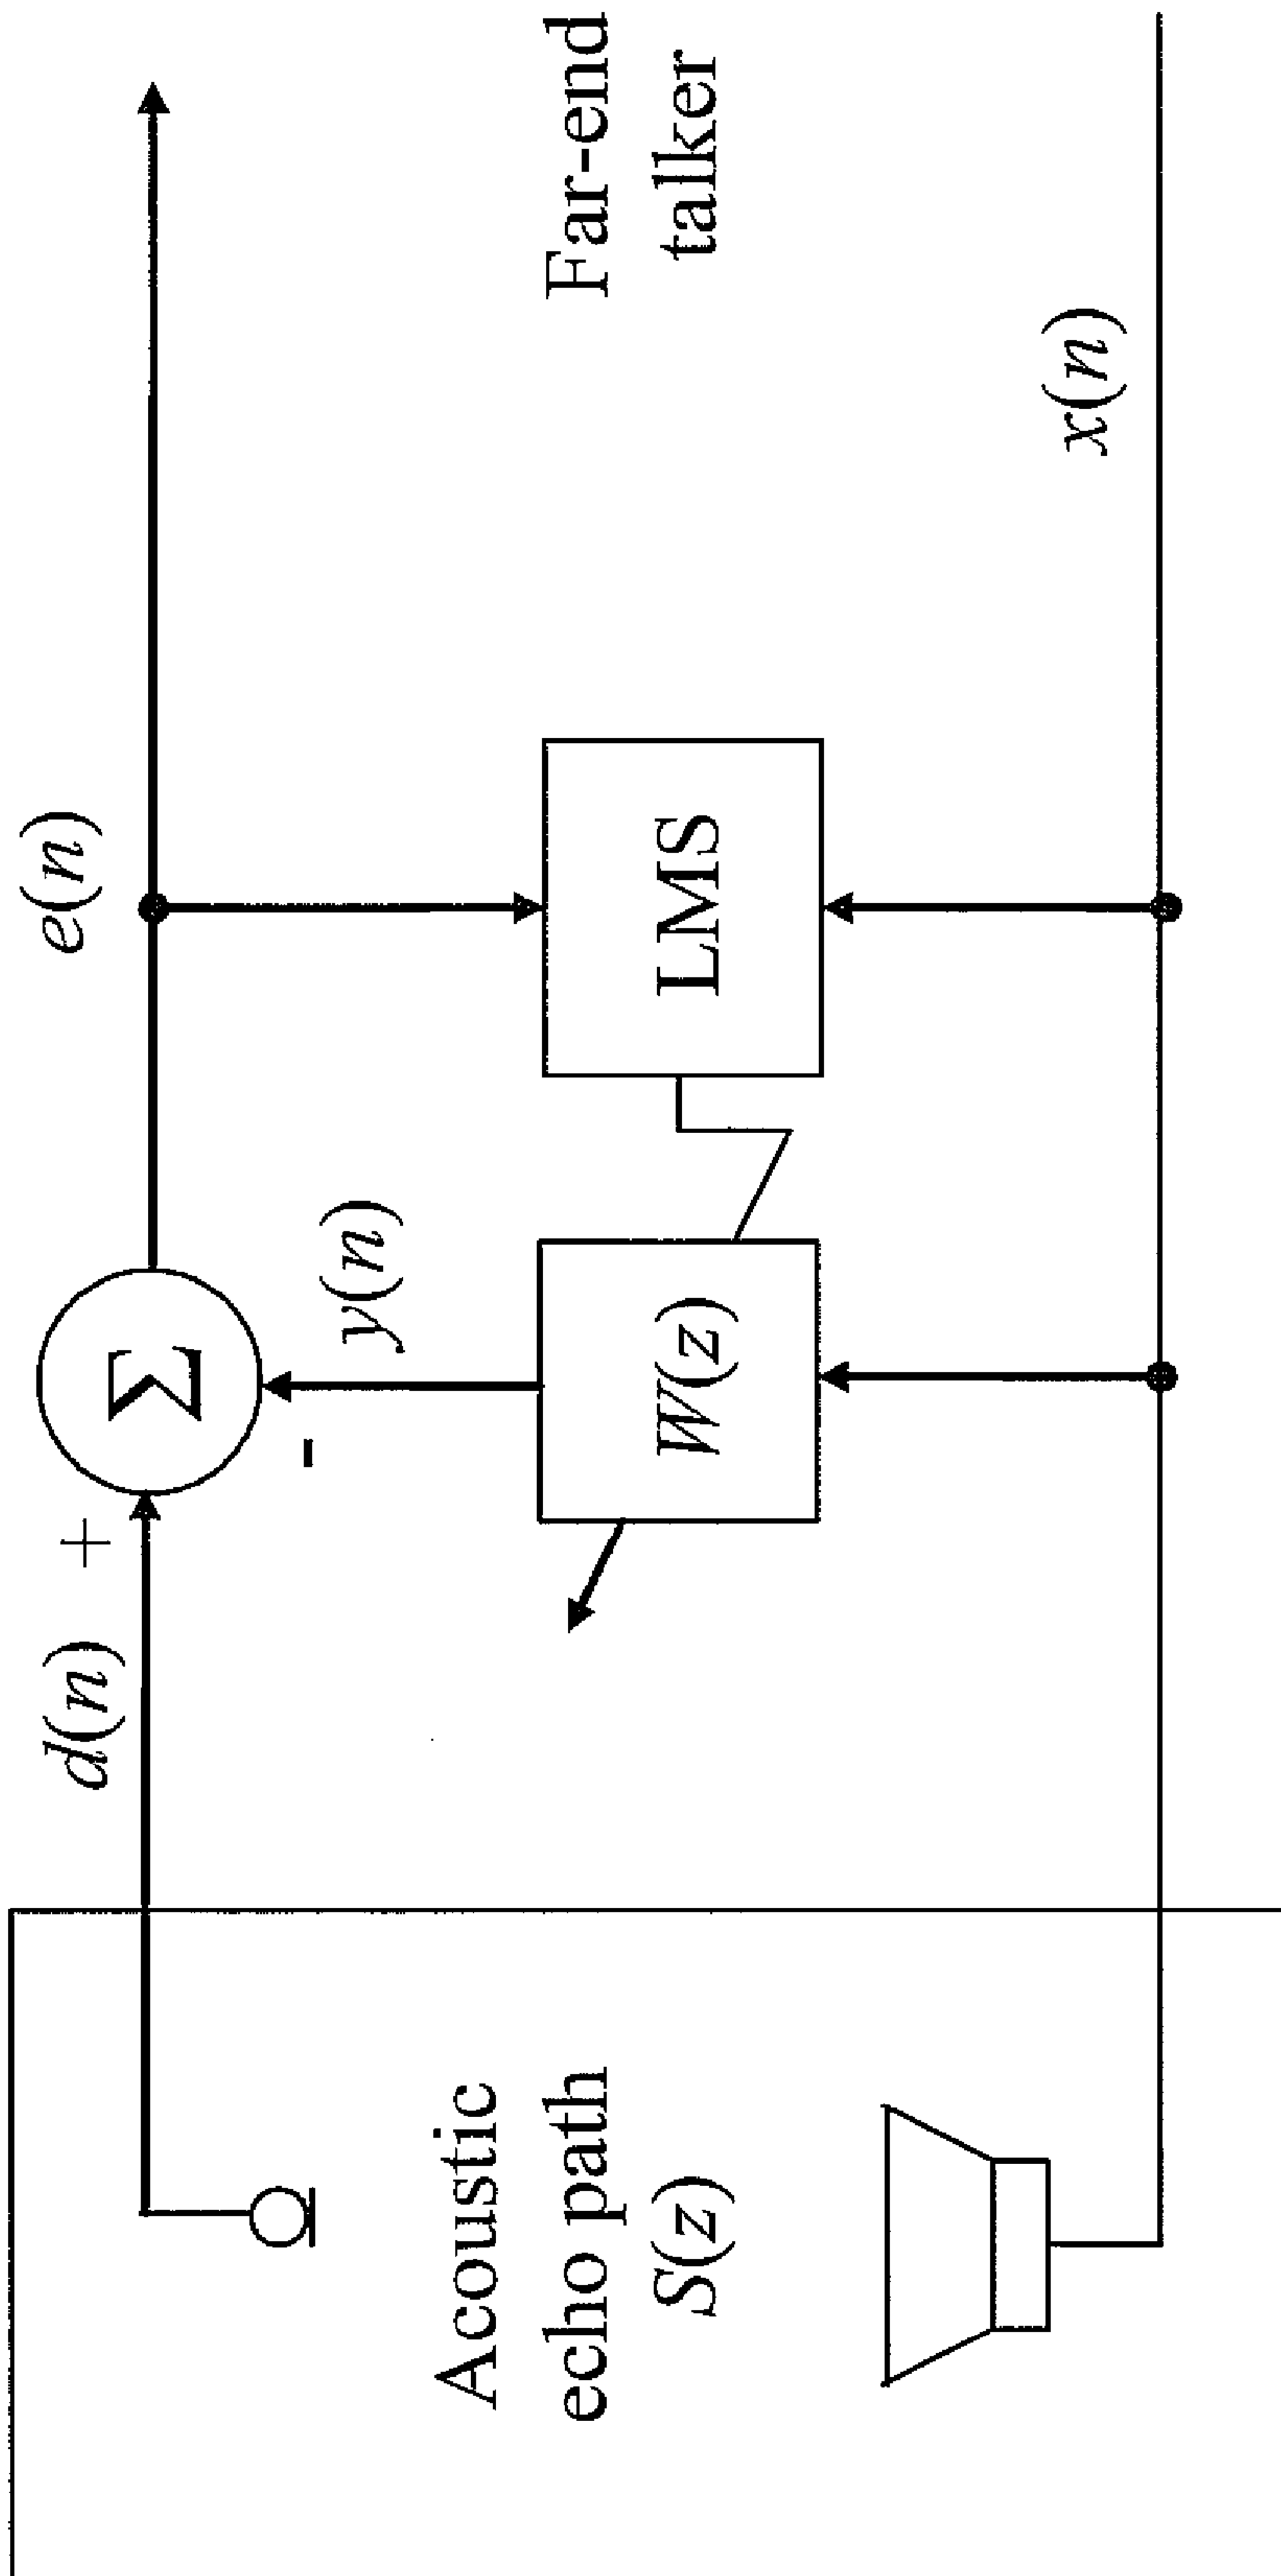 d(n)
+
Σ
e(n)
-
y(n)
Acoustic
echo path
S(z)
W(z)
LMS
Far-end
talker
x(n)